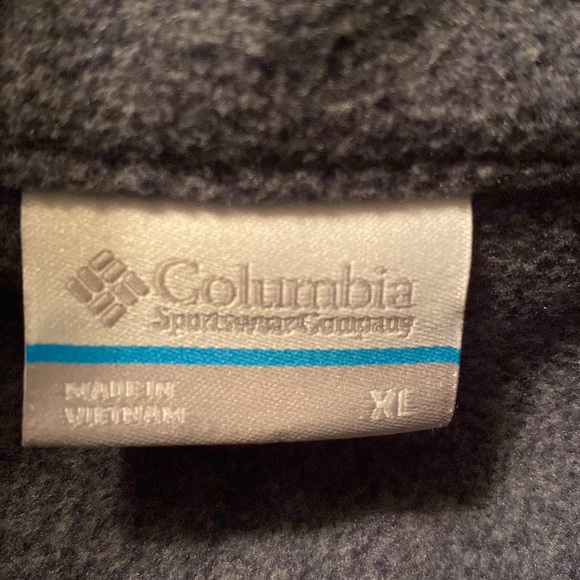 Columbia
Sportswear Company
MADE IN
VIETNAM
XL